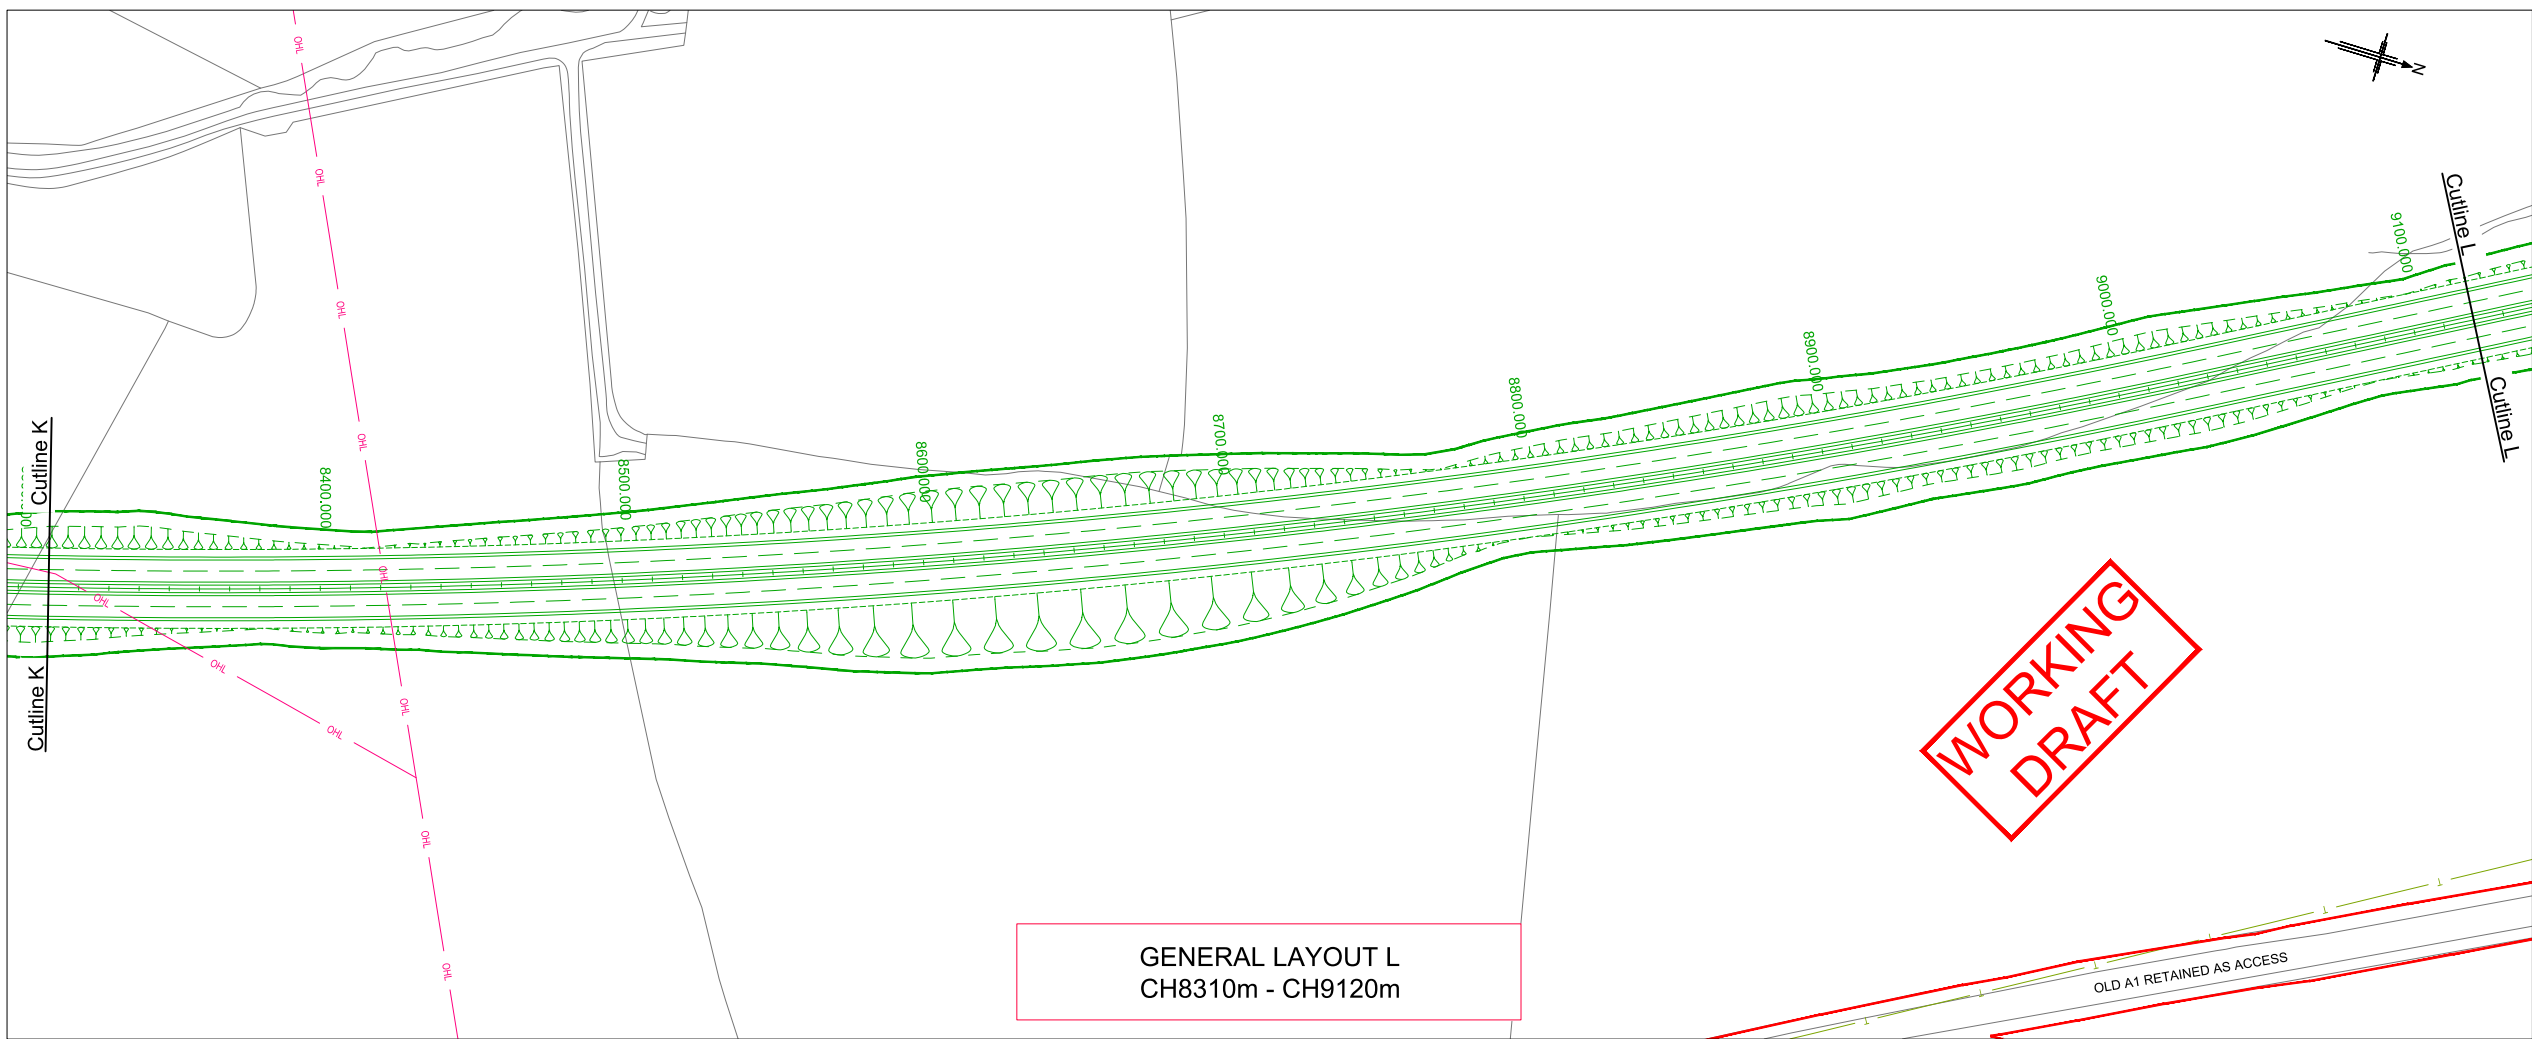 OHL
OHL
OHL
OHL
OHL
OHL
OHL
OHL
OHL
OHL
OHL
N
Cutline K
Cutline K
8400.000
8500.000
8600.000
8700.000
8800.000
8900.000
9000.000
9100.000
Cutline L
Cutline L
WORKING
DRAFT
GENERAL LAYOUT L
CH8310m - CH9120m
T
T
T
T
T
T
OLD A1 RETAINED AS ACCESS